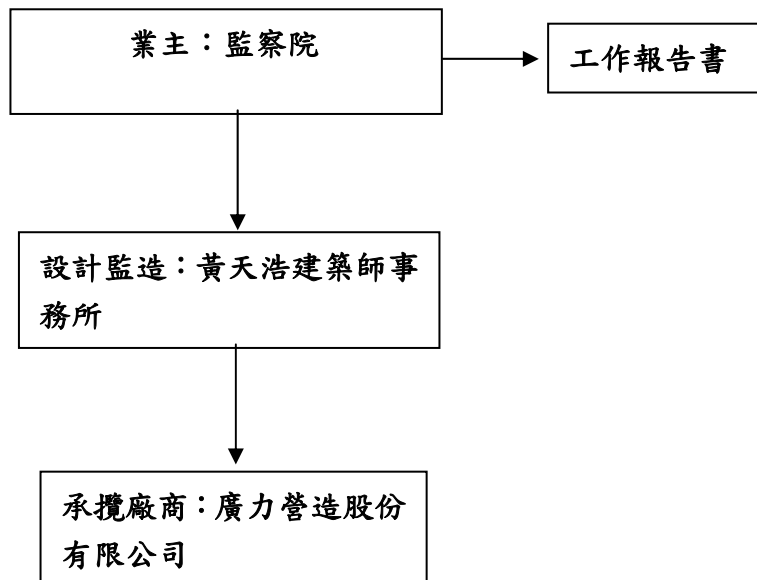 業主：監察院
工作報告書
設計監造：黃天浩建築師事
務所
承攬廠商：廣力營造股份
有限公司